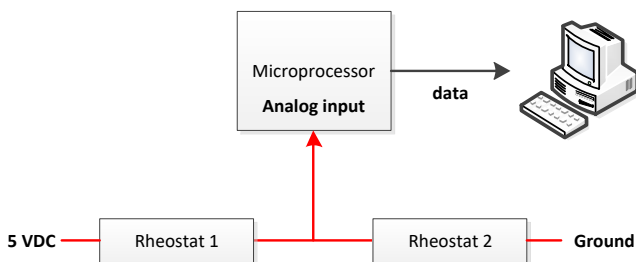 Microprocessor
Analog input
data
5 VDC
Rheostat 1
Rheostat 2
Ground